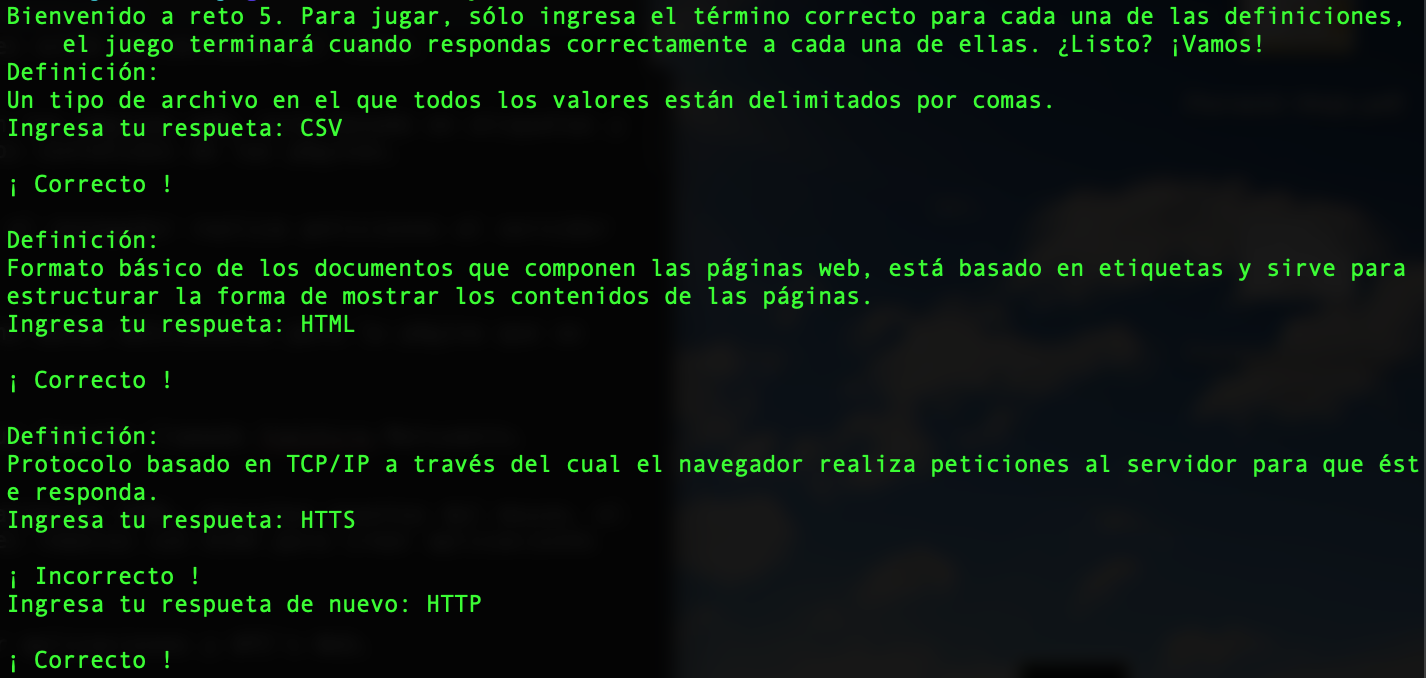 Bienvenido a reto 5. Para jugar, sólo ingresa el término correcto para cada una de las definiciones,
el juego terminará cuando respondas correctamente a cada una de ellas. ¿Listo? ¡Vamos!
Definición:
Un tipo de archivo en el que todos los valores están delimitados por comas.
Ingresa tu respueta: CSV
¡ Correcto !
Definición:
Formato básico de los documentos que componen las páginas web, está basado en etiquetas y sirve para
estructurar la forma de mostrar los contenidos de las páginas.
Ingresa tu respueta: HTML
¡ Correcto !
Definición:
Protocolo basado en TCP/IP a través del cual el navegador realiza peticiones al servidor para que ést
e responda.
Ingresa tu respueta: HTTS
¡ Incorrecto !
Ingresa tu respueta de nuevo: HTTP
¡ Correcto !